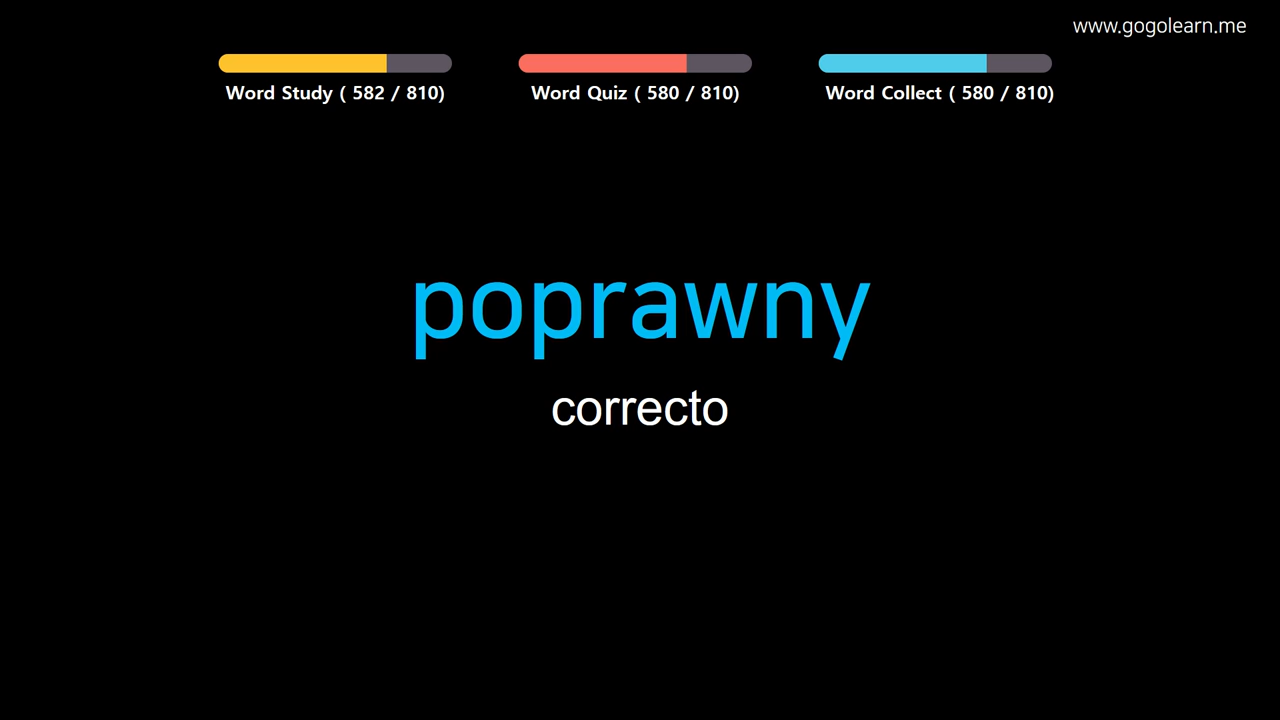 www.gogolearn.me
Word Study ( 582 / 810)
Word Quiz ( 580 / 810)
Word Collect ( 580 / 810)
poprawny
correcto